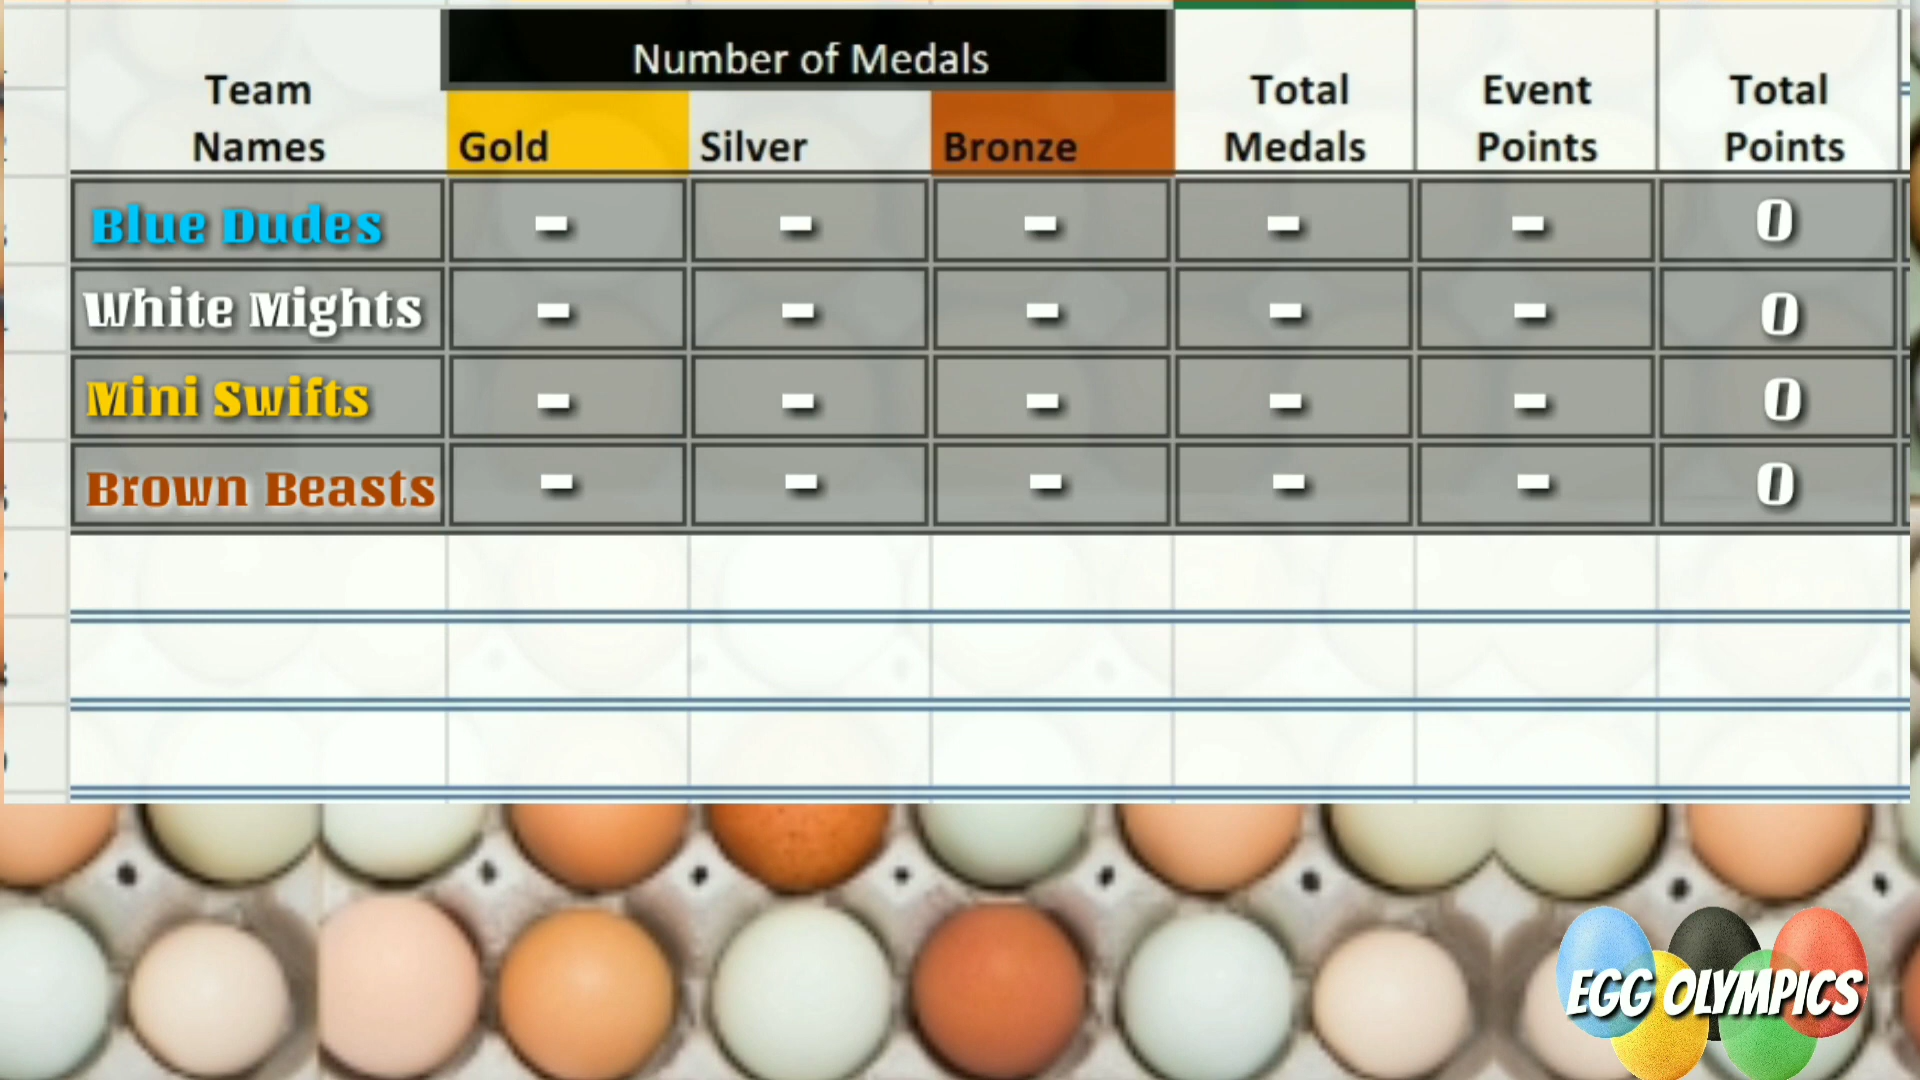 Number of Medals
Team Names
Gold
Silver
Bronze
Total Medals
Event Points
Total Points
Blue Dudes - - - - - 0
White Mights - - - - - 0
Mini Swifts - - - - - 0
Brown Beasts - - - - - 0
EGG OLYMPICS